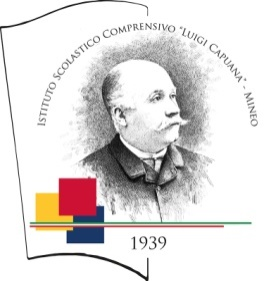 ISTITUTO SCOLASTICO COMPRENSIVO "LUIGI CAPUANA" - MINEO
1939